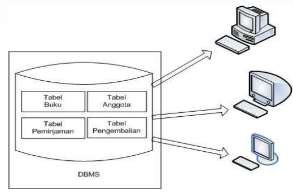 Tabel
Buku
Tabel
Anggota
Tabel
Peminjaman
Tabel
Pengembalian
DBMS